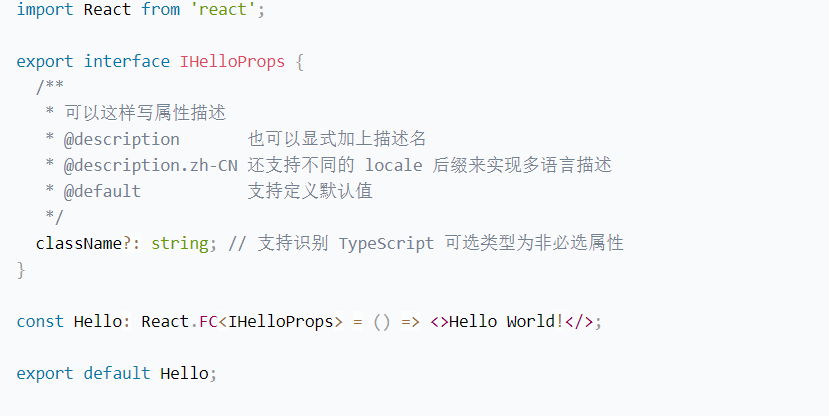 import React from 'react';
export interface IHelloProps {
/**
* 可以这样写属性描述
* @description 也可以显式加上描述名
* @description.zh-CN 还支持不同的 locale 后缀来实现多语言描述
* @default 支持定义默认值
*/
className?: string; // 支持识别 TypeScript 可选类型为非必选属性
}
const Hello: React.FC<IHelloProps> = () => <>Hello World!</>;
export default Hello;